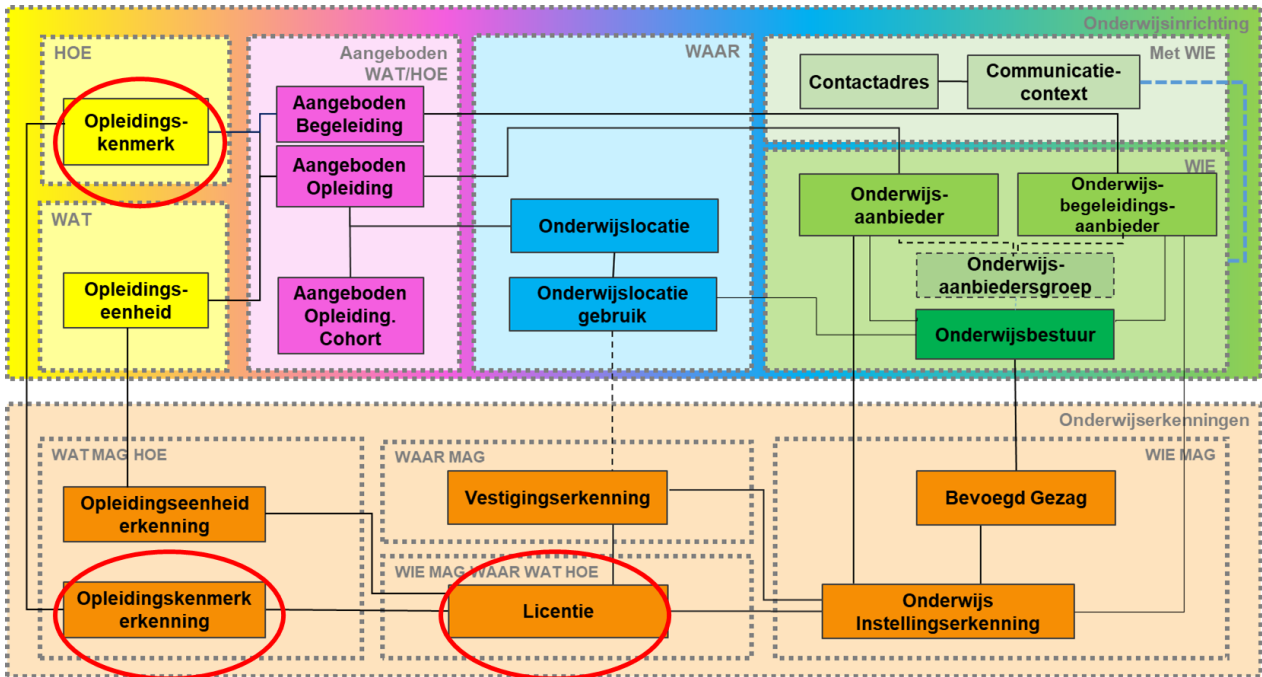 Onderwijsinrichting
HOE
Opleidings-
kenmerk
WAT
Opleidings-
eenheid
Aangeboden
WAT/HOE
Aangeboden
Begeleiding
Aangeboden
Opleiding
Aangeboden
Opleiding.
Cohort
WAAR
Onderwijslocatie
Onderwijslocatie
gebruik
Met WIE
Contactadres
Communicatie-
context
WIE
Onderwijs-
aanbieder
Onderwijs-
begeleidings-
aanbieder
Onderwijs-
aanbiedersgroep
Onderwijsbestuur
Onderwijserkenningen
WAT MAG HOE
Opleidingseenheid
erkenning
Opleidingskenmerk
erkenning
WAAR MAG
Vestigingserkenning
WIE MAG WAAR WAT HOE
Licentie
WIE MAG
Bevoegd Gezag
Onderwijs
Instellingserkenning